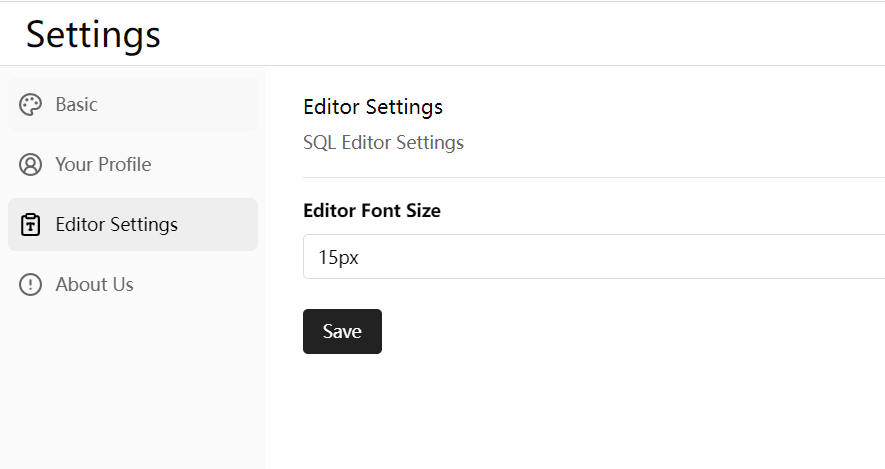 Settings
Basic
Your Profile
Editor Settings
About Us
Editor Settings
SQL Editor Settings
Editor Font Size
15px
Save